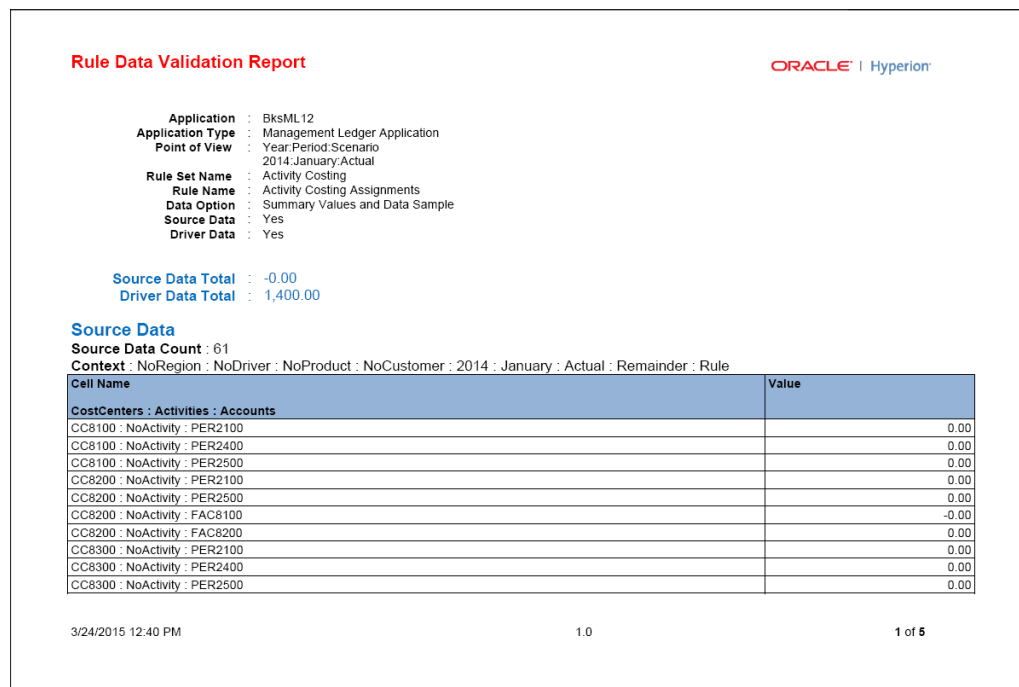 Rule Data Validation Report
ORACLE | Hyperion
Application : BksML12
Application Type : Management Ledger Application
Point of View : Year:Period:Scenario
2014:January:Actual
Rule Set Name : Activity Costing
Rule Name : Activity Costing Assignments
Data Option : Summary Values and Data Sample
Source Data : Yes
Driver Data : Yes
Source Data Total : -0.00
Driver Data Total : 1,400.00
Source Data
Source Data Count : 61
Context : NoRegion : NoDriver : NoProduct : NoCustomer : 2014 : January : Actual : Remainder : Rule
Cell Name Value
CostCenters : Activities : Accounts
CC8100 : NoActivity : PER2100 0.00
CC8100 : NoActivity : PER2400 0.00
CC8100 : NoActivity : PER2500 0.00
CC8200 : NoActivity : PER2100 0.00
CC8200 : NoActivity : PER2500 0.00
CC8200 : NoActivity : FAC8100 -0.00
CC8200 : NoActivity : FAC8200 0.00
CC8300 : NoActivity : PER2100 0.00
CC8300 : NoActivity : PER2400 0.00
CC8300 : NoActivity : PER2500 0.00
3/24/2015 12:40 PM 1.0 1 of 5